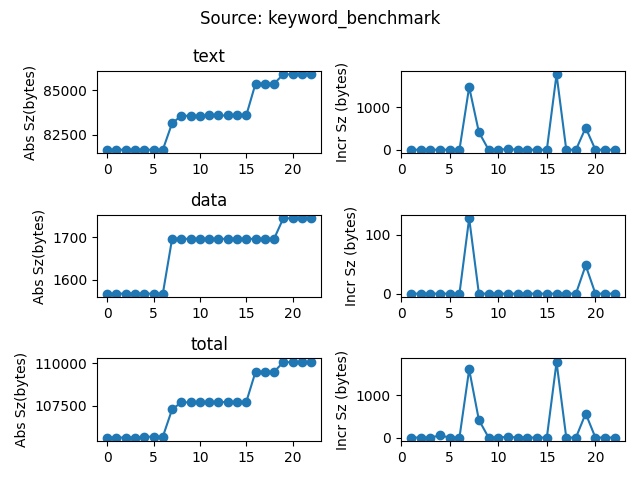 Source: keyword_benchmark
text
Abs Sz(bytes)
85000
82500
0 5 10 15 20
Incr Sz (bytes)
1000
0
0 5 10 15 20
data
Abs Sz(bytes)
1700
1600
0 5 10 15 20
Incr Sz (bytes)
100
0
0 5 10 15 20
total
Abs Sz(bytes)
110000
107500
0 5 10 15 20
Incr Sz (bytes)
1000
0
0 5 10 15 20